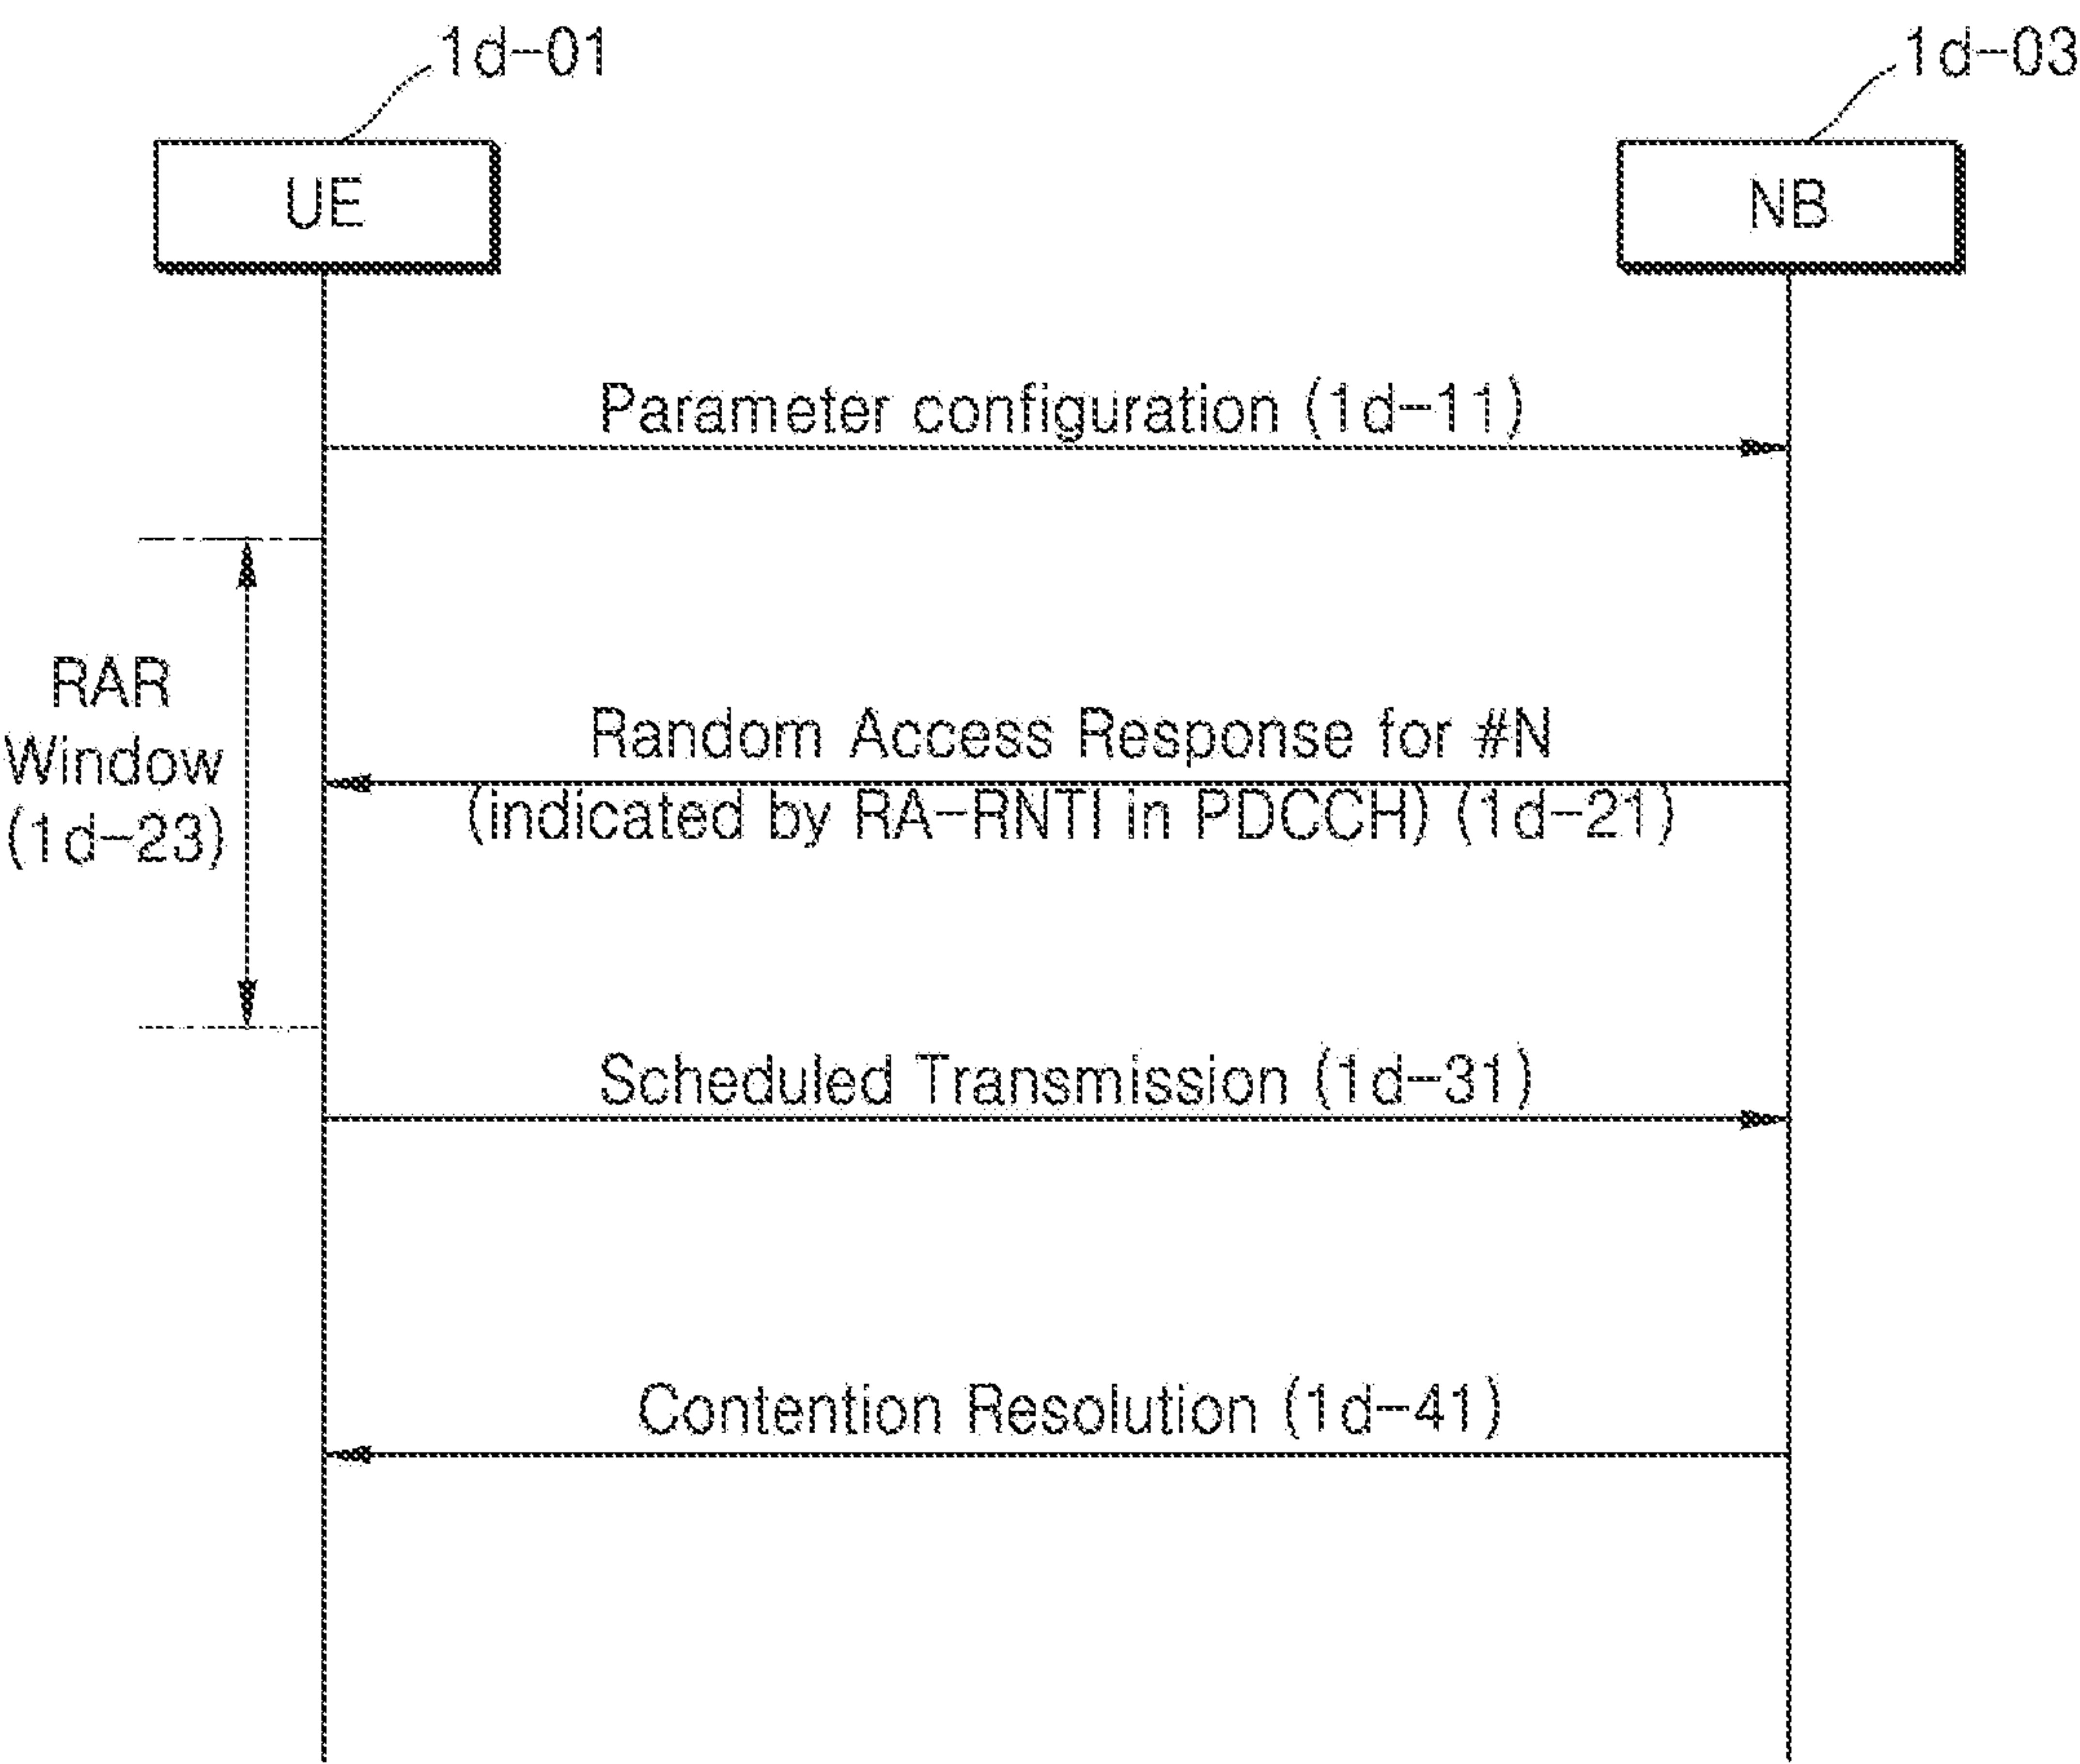 1d-01
1d-03
UE
NB
Parameter configuration (1d-11)
RAR
Window
(1d-23)
Random Access Response for #N
(indicated by RA-RNTI in PDCCH) (1d-21)
Scheduled Transmission (1d-31)
Contention Resolution (1d-41)